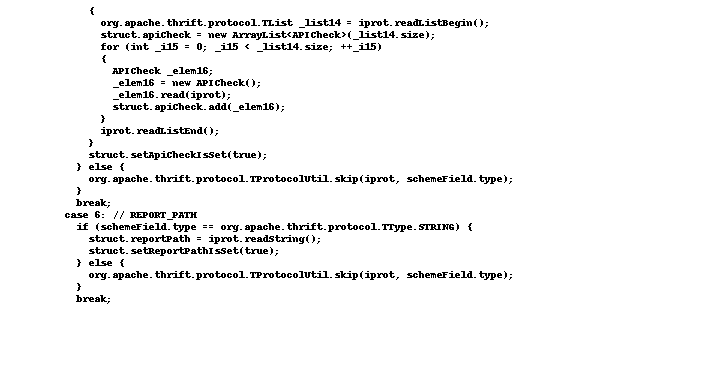 {
org.apache.thrift.protocol.TList _list14 = iprot.readListBegin();
struct.apiCheck = new ArrayList<APICheck>(_list14.size);
for (int _i15 = 0; _i15 < _list14.size; ++_i15)
{
APICheck _elem16;
_elem16 = new APICheck();
_elem16.read(iprot);
struct.apiCheck.add(_elem16);
}
iprot.readListEnd();
}
struct.setApiCheckIsSet(true);
} else {
org.apache.thrift.protocol.TProtocolUtil.skip(iprot, schemeField.type);
}
break;
case 6: // REPORT_PATH
if (schemeField.type == org.apache.thrift.protocol.TType.STRING) {
struct.reportPath = iprot.readString();
struct.setReportPathIsSet(true);
} else {
org.apache.thrift.protocol.TProtocolUtil.skip(iprot, schemeField.type);
}
break;